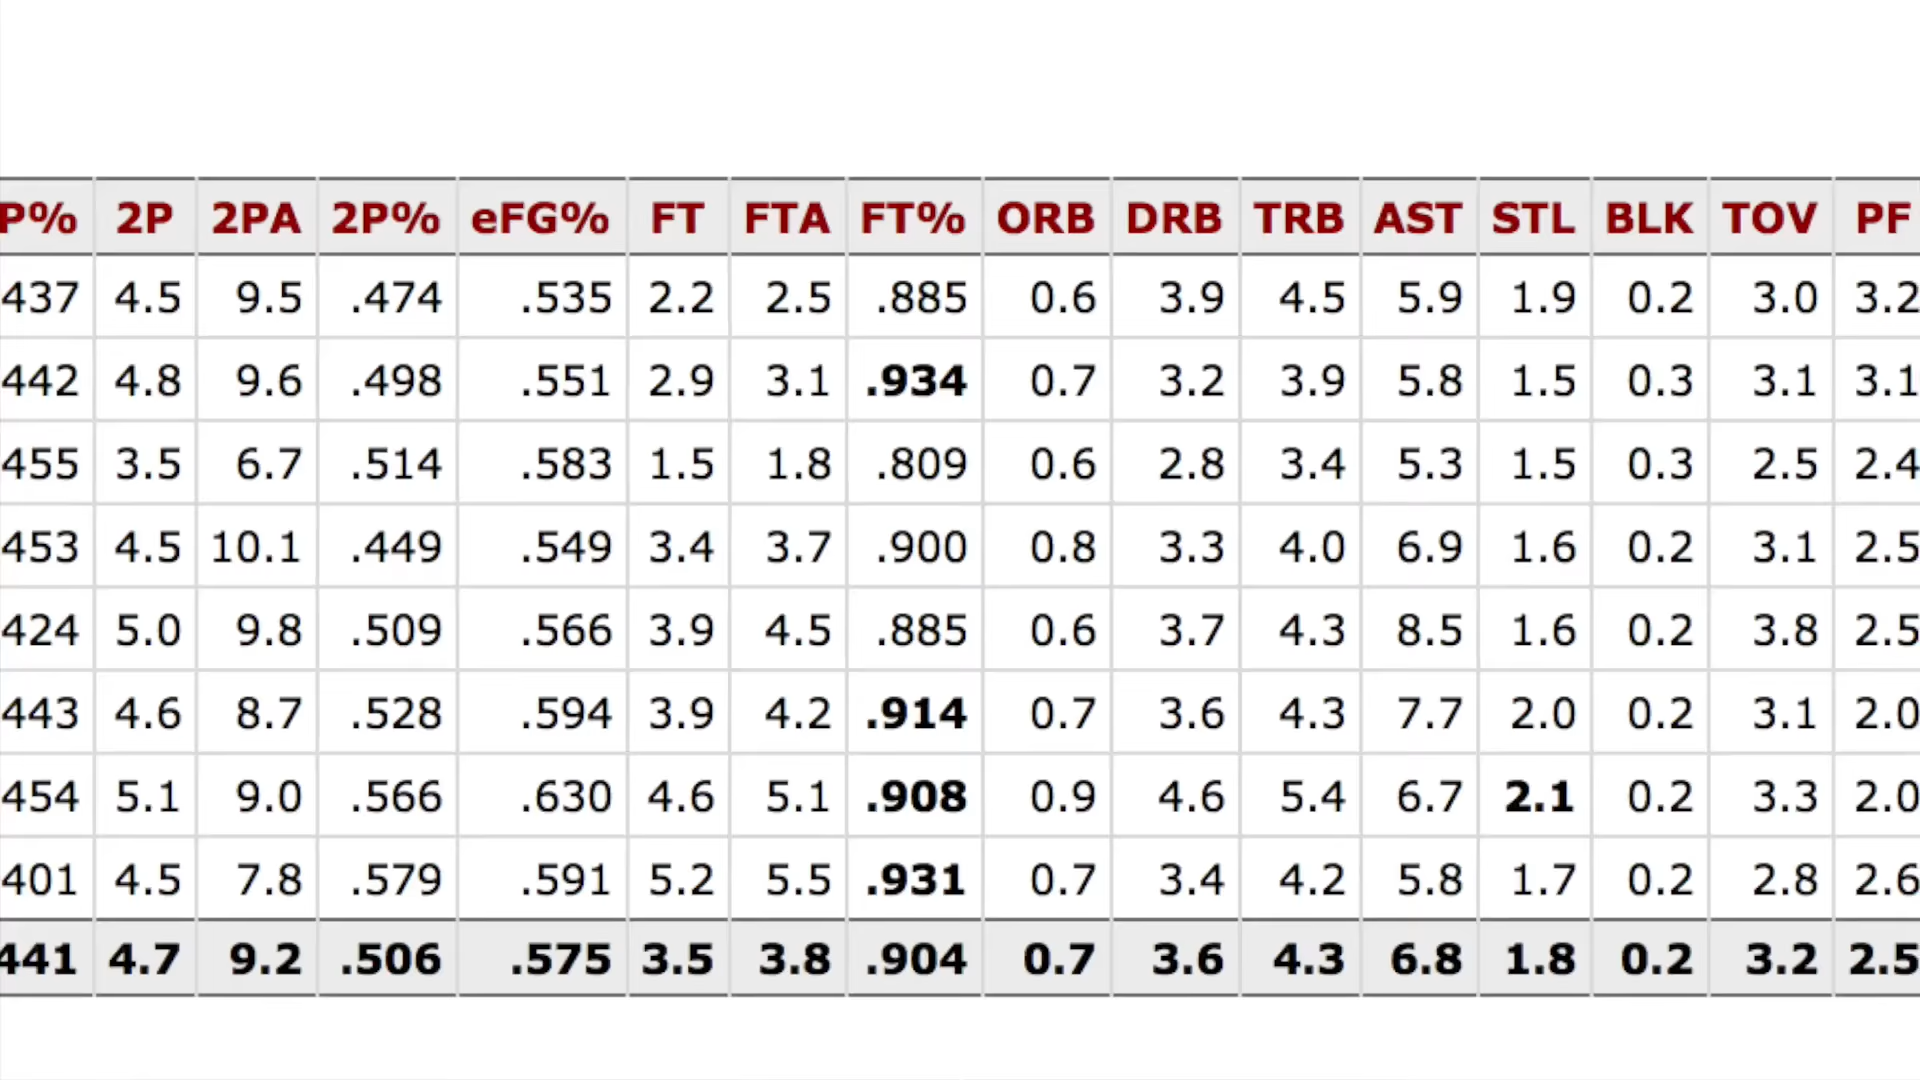 P% 2P 2PA 2P% eFG% FT FTA FT% ORB DRB TRB AST STL BLK TOV PF
437 4.5 9.5 .474 .535 2.2 2.5 .885 0.6 3.9 4.5 5.9 1.9 0.2 3.0 3.2
442 4.8 9.6 .498 .551 2.9 3.1 .934 0.7 3.2 3.9 5.8 1.5 0.3 3.1 3.1
455 3.5 6.7 .514 .583 1.5 1.8 .809 0.6 2.8 3.4 5.3 1.5 0.3 2.5 2.4
453 4.5 10.1 .449 .549 3.4 3.7 .900 0.8 3.3 4.0 6.9 1.6 0.2 3.1 2.5
424 5.0 9.8 .509 .566 3.9 4.5 .885 0.6 3.7 4.3 8.5 1.6 0.2 3.8 2.5
443 4.6 8.7 .528 .594 3.9 4.2 .914 0.7 3.6 4.3 7.7 2.0 0.2 3.1 2.0
454 5.1 9.0 .566 .630 4.6 5.1 .908 0.9 4.6 5.4 6.7 2.1 0.2 3.3 2.0
401 4.5 7.8 .579 .591 5.2 5.5 .931 0.7 3.4 4.2 5.8 1.7 0.2 2.8 2.6
441 4.7 9.2 .506 .575 3.5 3.8 .904 0.7 3.6 4.3 6.8 1.8 0.2 3.2 2.5